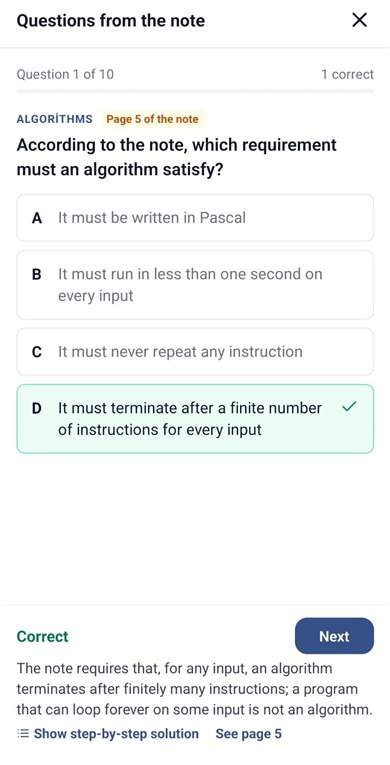 Questions from the note
Question 1 of 10
1 correct
ALGORİTHMS
Page 5 of the note
According to the note, which requirement
must an algorithm satisfy?
A It must be written in Pascal
B It must run in less than one second on
every input
C It must never repeat any instruction
D It must terminate after a finite number
of instructions for every input
Correct
Next
The note requires that, for any input, an algorithm
terminates after finitely many instructions; a program
that can loop forever on some input is not an algorithm.
Show step-by-step solution
See page 5